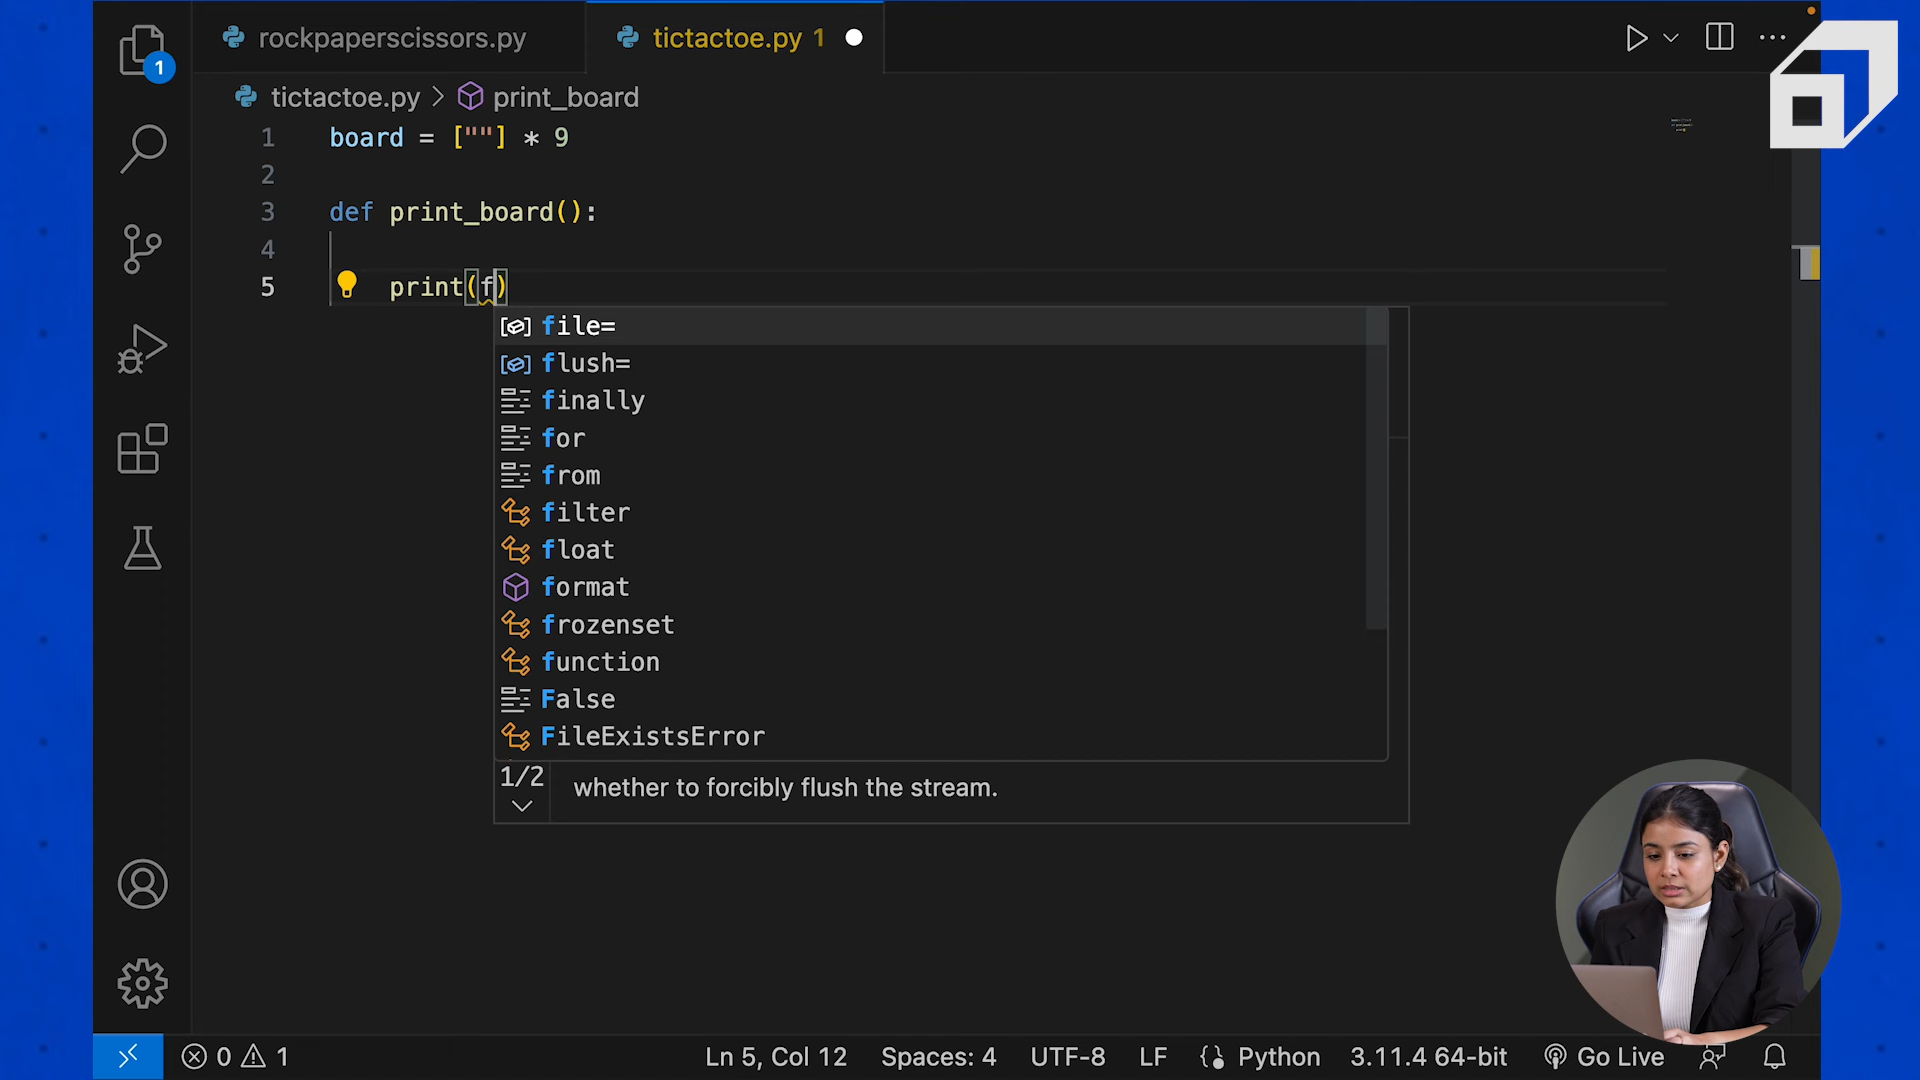 rockpaperscissors.py
tictactoe.py 1
1
tictactoe.py > print_board
1 board = [""] * 9
2
3 def print_board():
4
5 print(f)
file=
flush=
finally
for
from
filter
float
format
frozenset
function
False
FileExistsError
1/2 whether to forcibly flush the stream.
0 1 Ln 5, Col 12 Spaces: 4 UTF-8 LF Python 3.11.4 64-bit Go Live